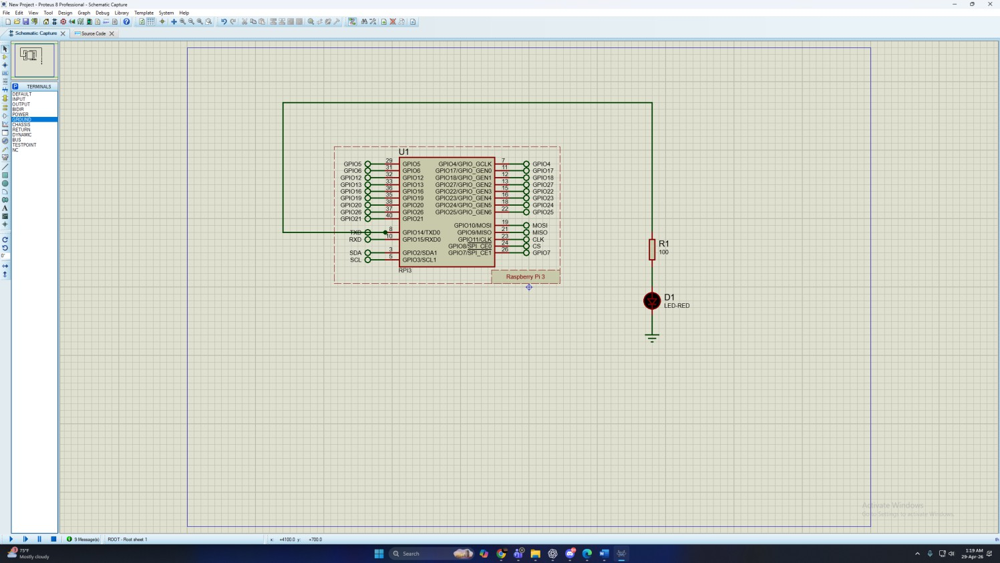 New Project - Proteus 8 Professional - Schematic Capture
File Edit View Tool Design Graph Debug Library Template System Help
Schematic Capture
Source Code
P TERMINALS
DEFAULT
INPUT
OUTPUT
BIDIR
POWER
GROUND
CHASSIS
RETURN
DYNAMIC
BUS
TESTPOINT
NC
U1
GPIO5 29 GPIO5 GPIO4/GPIO_GCLK 7 GPIO4
GPIO6 31 GPIO6 GPIO17/GPIO_GEN0 11 GPIO17
GPIO12 32 GPIO12 GPIO18/GPIO_GEN1 12 GPIO18
GPIO13 33 GPIO13 GPIO27/GPIO_GEN2 13 GPIO27
GPIO16 36 GPIO16 GPIO22/GPIO_GEN3 15 GPIO22
GPIO19 35 GPIO19 GPIO23/GPIO_GEN4 16 GPIO23
GPIO20 38 GPIO20 GPIO24/GPIO_GEN5 18 GPIO24
GPIO26 37 GPIO26 GPIO25/GPIO_GEN6 22 GPIO25
GPIO21 40 GPIO21
GPIO10/MOSI 19 MOSI
TXD 8 GPIO14/TXD0 GPIO9/MISO 21 MISO
RXD 10 GPIO15/RXD0 GPIO11/CLK 23 CLK
GPIO8/SPI_CE0 24 CS
SDA 3 GPIO2/SDA1 GPIO7/SPI_CE1 26 GPIO7
SCL 5 GPIO3/SCL1
RPI3
Raspberry Pi 3
R1
100
D1
LED-RED
0°
Activate Windows
Go to Settings to activate Windows.
9 Message(s) ROOT - Root sheet 1 x: +4100.0 y: +700.0 th
75°F
Mostly cloudy
Search
1:19 AM
29-Apr-26